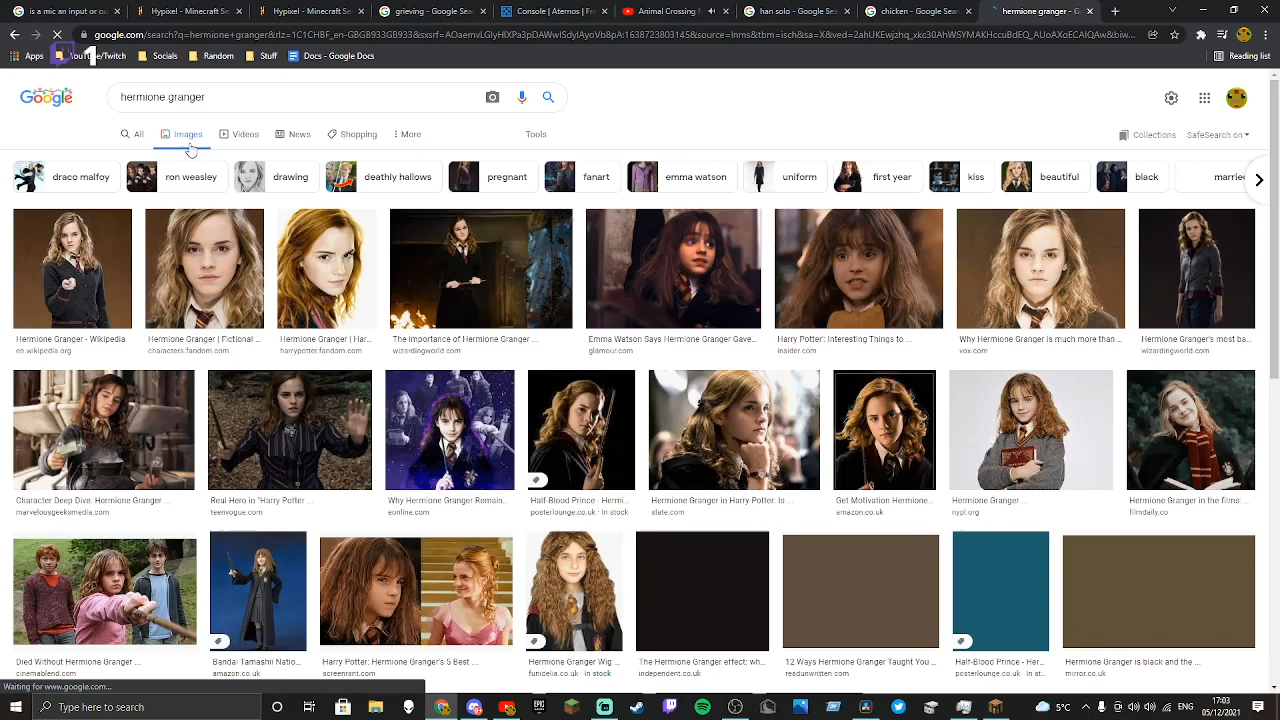 is a mic an input or ou
Hypixel - Minecraft Se
Hypixel - Minecraft Se
grieving - Google Sea
Console | Aternos | Fr
Animal Crossing N
han solo - Google Sea
chicken - Google Sear
hermione granger - G
Apps
YouTube/Twitch
1
Socials
Random
Stuff
Docs - Google Docs
Reading list
Google
hermione granger
All
Images
Videos
News
Shopping
More
Tools
Collections
SafeSearch on
draco malfoy
ron weasley
drawing
deathly hallows
pregnant
fanart
emma watson
uniform
first year
kiss
beautiful
black
married
Hermione Granger - Wikipedia
en.wikipedia.org
Hermione Granger | Fictional ...
characters.fandom.com
Hermione Granger | Har...
harrypotter.fandom.com
The importance of Hermione Granger ...
wizardingworld.com
Emma Watson Says Hermione Granger Gave...
glamour.com
Harry Potter: Interesting Things to ...
insider.com
Why Hermione Granger is much more than ...
vox.com
Hermione Granger's most ba...
wizardingworld.com
Character Deep Dive: Hermione Granger ...
marvelousgeeksmedia.com
Real Hero in "Harry Potter ...
teenvogue.com
Why Hermione Granger Remain...
eonline.com
Half-Blood Prince - Hermi...
posterlounge.co.uk · In stock
Hermione Granger in Harry Potter: Is ...
slate.com
Get Motivation Hermione...
amazon.co.uk
Hermione Granger ...
nypl.org
Hermione Granger in the films: ...
filmdaily.co
Died Without Hermione Granger ...
cinemablend.com
Bandai Tamashii Natio...
amazon.co.uk
Harry Potter: Hermione Granger's 5 Best ...
screenrant.com
Hermione Granger Wig ...
funidelia.co.uk · In stock
The Hermione Granger effect: wh...
independent.co.uk
12 Ways Hermione Granger Taught You ...
readunwritten.com
Half-Blood Prince - Her...
posterlounge.co.uk · In st...
Hermione Granger is black and the ...
mirror.co.uk
Waiting for www.google.com...
Type here to search
EPIC
5°C
ENG
17:03
05/12/2021